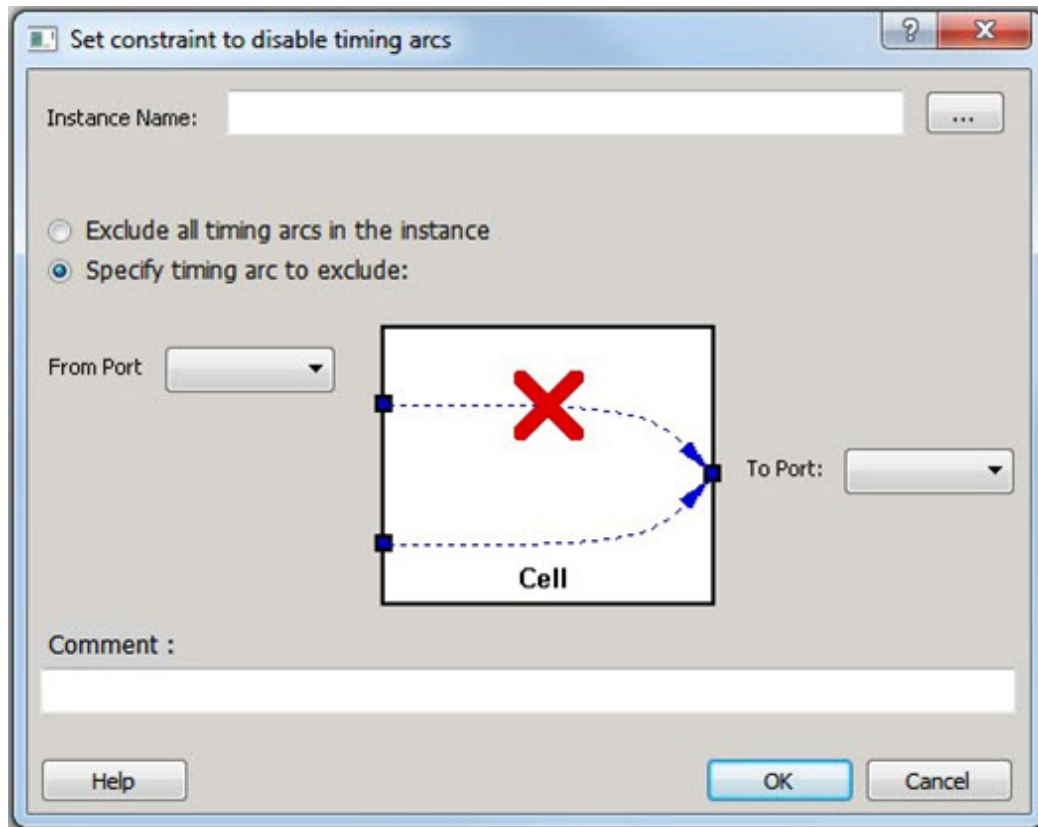 Set constraint to disable timing arcs
?
Instance Name:
...
Exclude all timing arcs in the instance
Specify timing arc to exclude:
From Port
To Port:
Cell
Comment :
Help
OK
Cancel